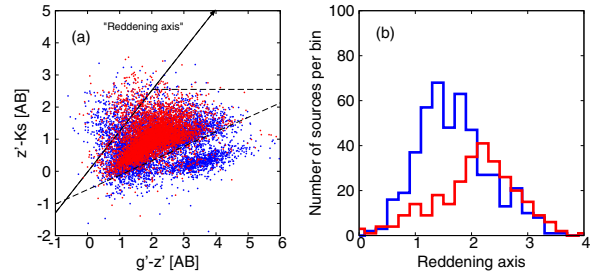 (a)
"Reddening axis"
z'-Ks [AB]
5
4
3
2
1
0
-1
-2
-1 0 1 2 3 4 5 6
g'-z' [AB]
(b)
Number of sources per bin
100
80
60
40
20
0
0 1 2 3 4
Reddening axis